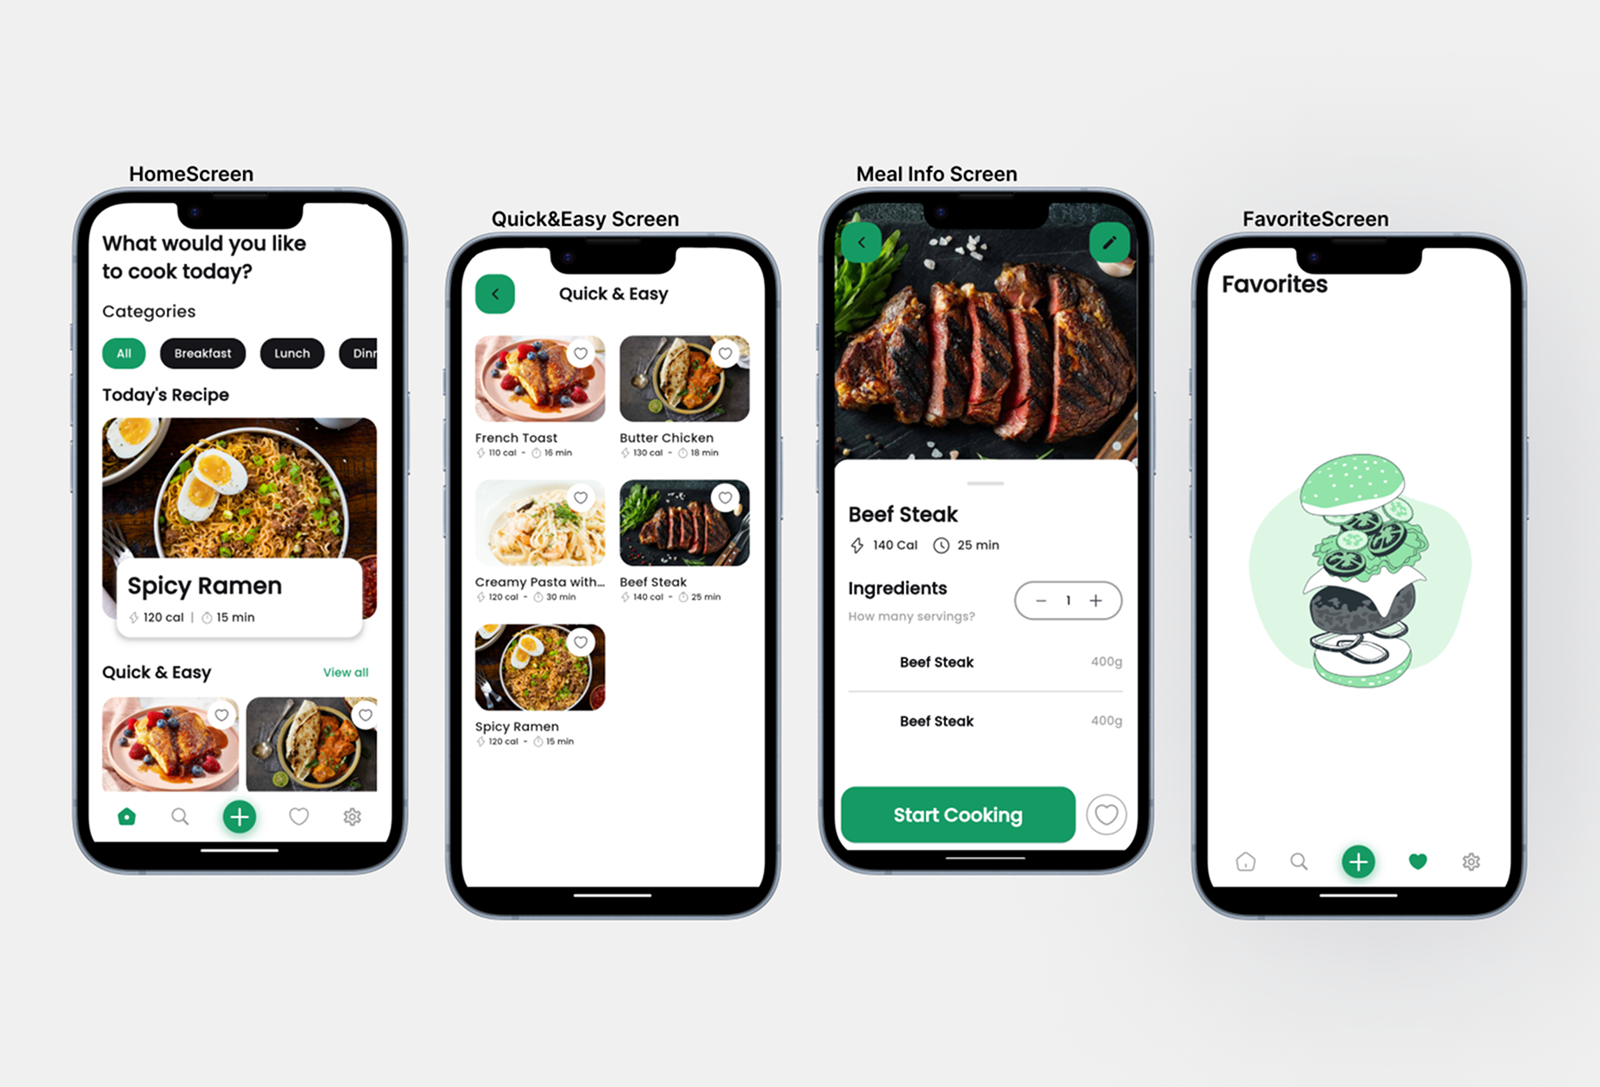 HomeScreen
What would you like
to cook today?
Categories
All Breakfast Lunch Dinr
Today's Recipe
Spicy Ramen
120 cal | 15 min
Quick & Easy View all
Quick&Easy Screen
Quick & Easy
French Toast
110 cal - 16 min
Butter Chicken
130 cal - 18 min
Creamy Pasta with...
120 cal - 30 min
Beef Steak
140 cal - 25 min
Spicy Ramen
120 cal - 15 min
Meal Info Screen
Beef Steak
140 Cal 25 min
Ingredients
How many servings?
− 1 +
Beef Steak 400g
Beef Steak 400g
Start Cooking
FavoriteScreen
Favorites